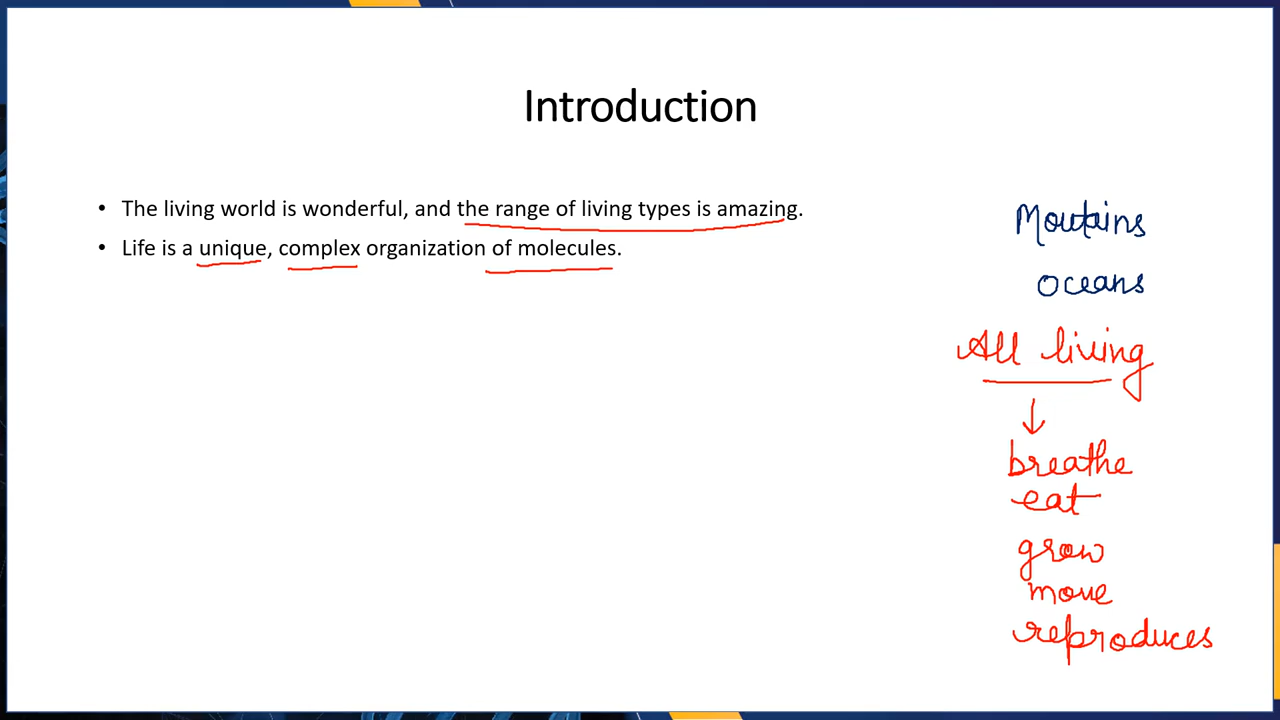 Introduction
• The living world is wonderful, and the range of living types is amazing.
• Life is a unique, complex organization of molecules.
Moutains
Oceans
All living
↓
breathe
eat
grow
move
reproduces